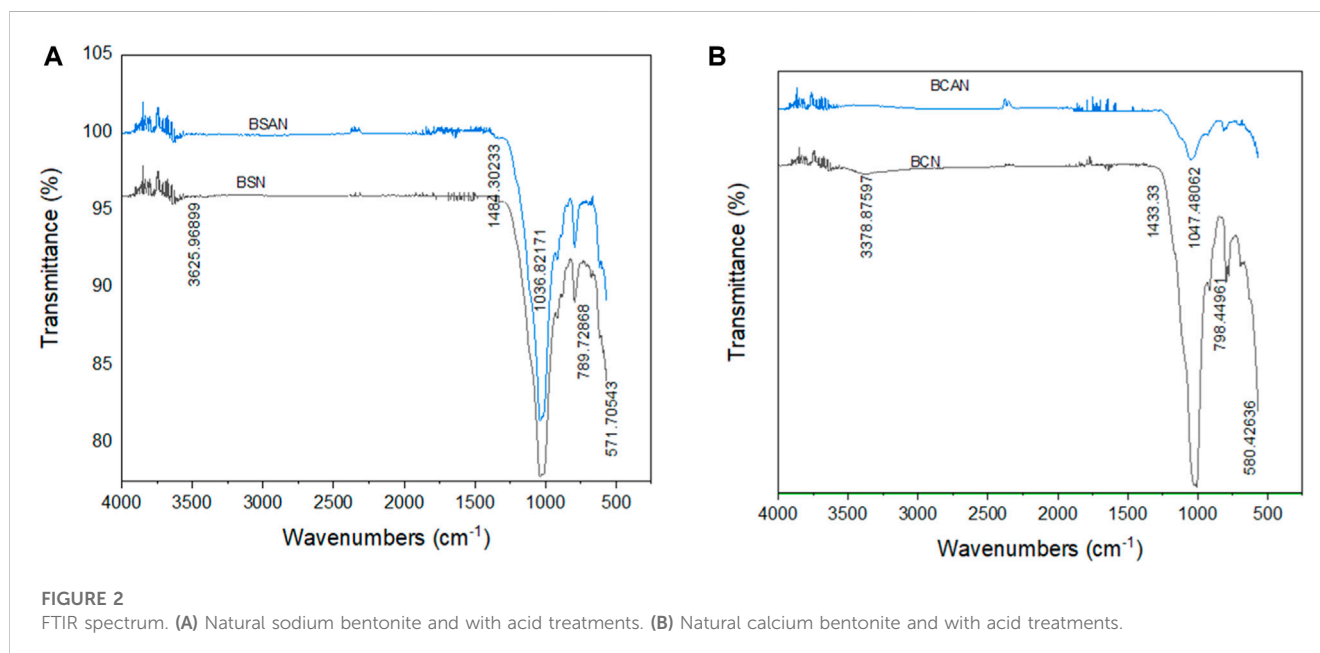 A
105
100
95
90
85
80
Transmittance (%)
BSAN
BSN
3625.96899
1484.30233
1036.82171
789.72868
571.70543
4000 3500 3000 2500 2000 1500 1000 500
Wavenumbers (cm-1)
B
Transmittance (%)
BCAN
BCN
3378.87597
1433.33
1047.48062
798.44961
580.42636
4000 3500 3000 2500 2000 1500 1000 500
Wavenumbers (cm-1)
FIGURE 2
FTIR spectrum. (A) Natural sodium bentonite and with acid treatments. (B) Natural calcium bentonite and with acid treatments.